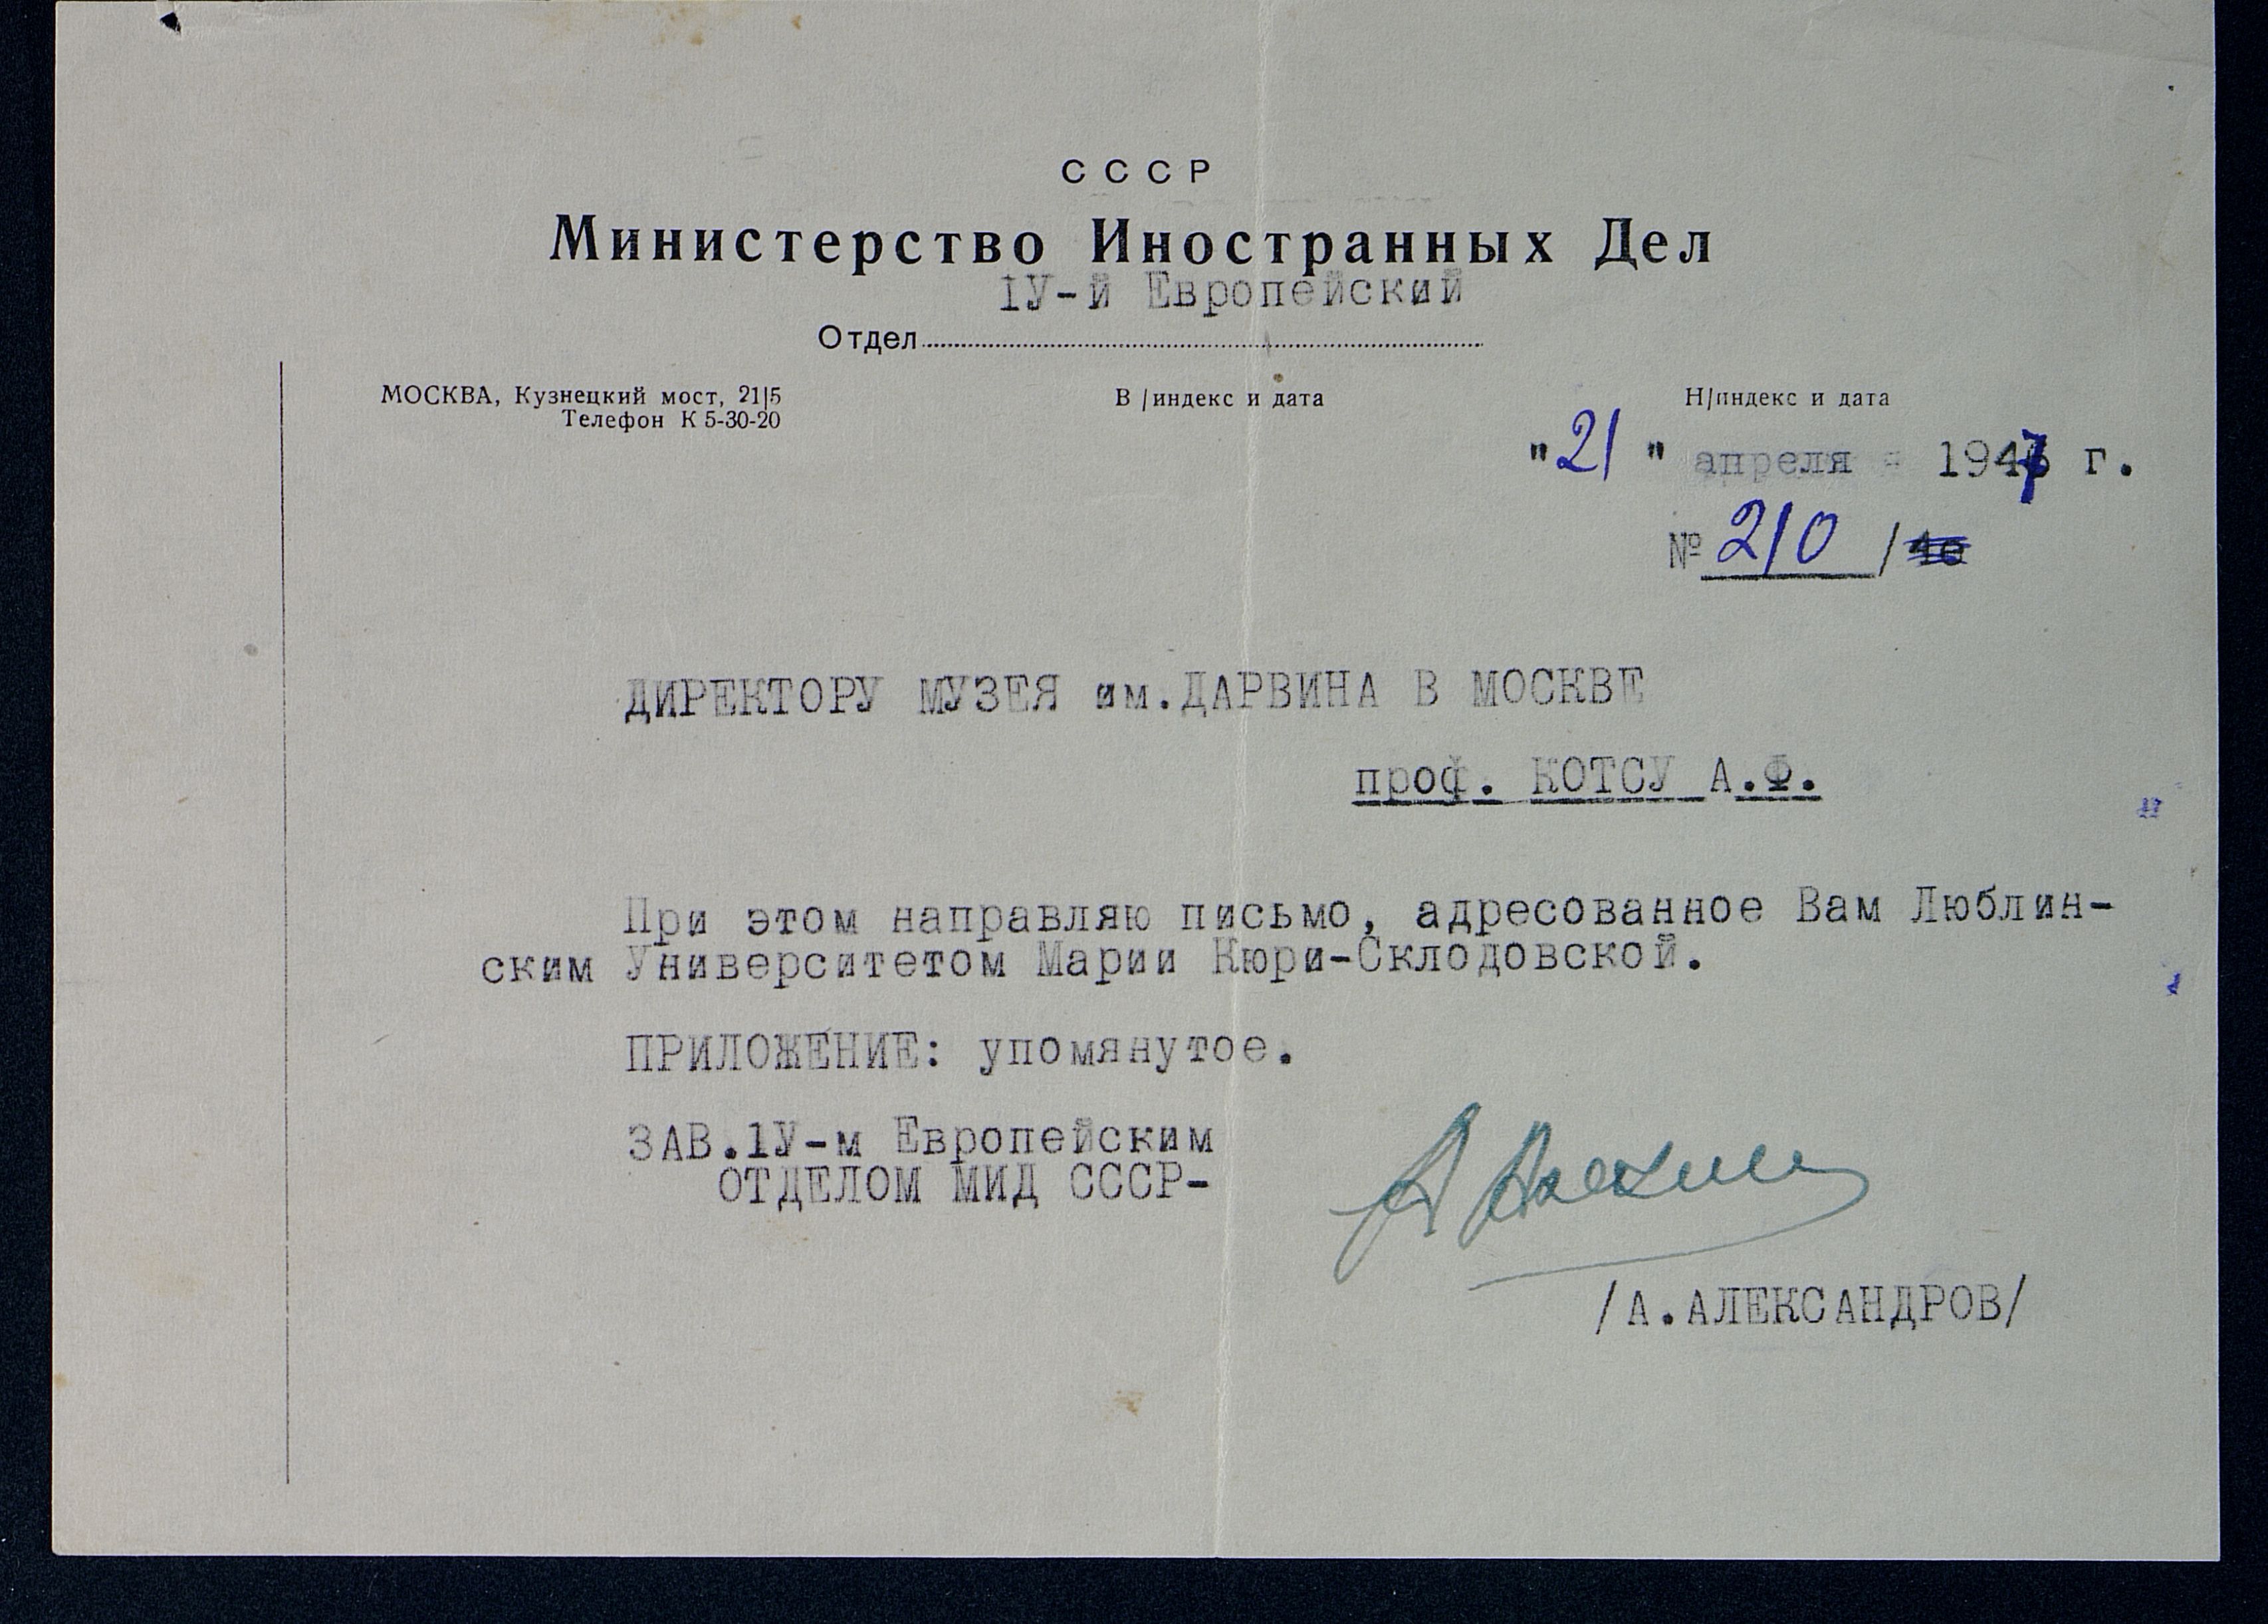 СССР
Министерство Иностранных Дел
1У-й Европейский
Отдел
МОСКВА, Кузнецкий мост, 21|5
Телефон К 5-30-20
В/индекс и дата
Н/индекс и дата
"21" апреля 1947 г.
№ 210 /
ДИРЕКТОРУ МУЗЕЯ им.ДАРВИНА В МОСКВЕ
проф. КОТСУ А.Ф.
При этом направляю письмо, адресованное Вам Люблин-
ским Университетом Марии Кюри-Склодовской.
ПРИЛОЖЕНИЕ: упомянутое.
ЗАВ.1У-м Европейским
ОТДЕЛОМ МИД СССР-
/А.АЛЕКСАНДРОВ/